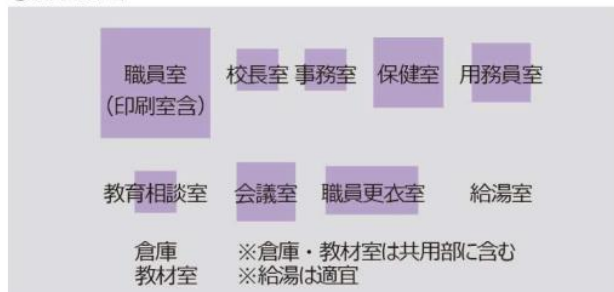 職員室
(印刷室含)
校長室
事務室
保健室
用務員室
教育相談室
会議室
職員更衣室
給湯室
倉庫
教材室
※倉庫・教材室は共用部に含む
※給湯は適宜